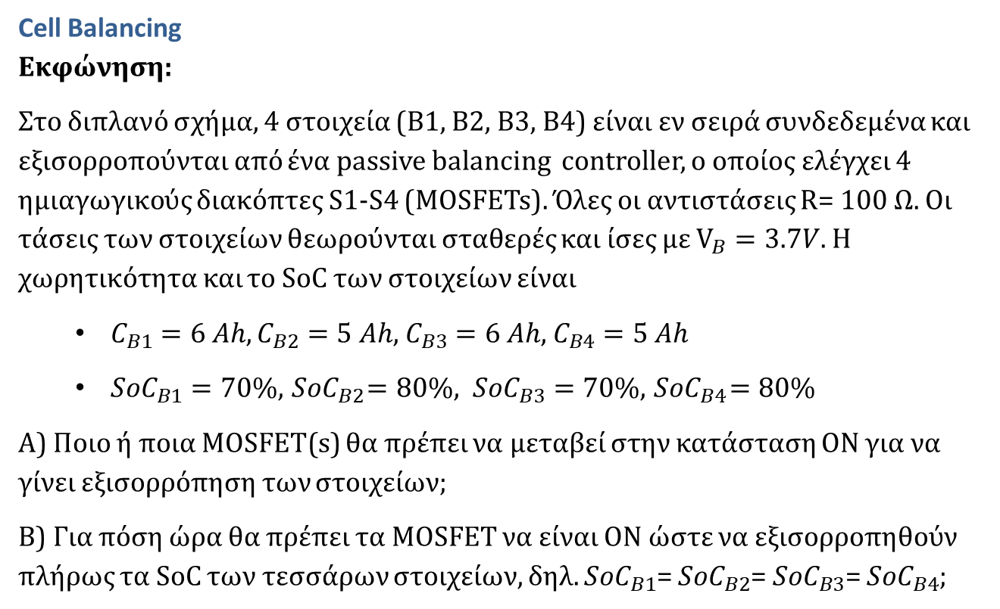 Cell Balancing
Εκφώνηση:
Στο διπλανό σχήμα, 4 στοιχεία (Β1, Β2, Β3, Β4) είναι εν σειρά συνδεδεμένα και
εξισορροπούνται από ένα passive balancing controller, ο οποίος ελέγχει 4
ημιαγωγικούς διακόπτες S1-S4 (MOSFETs). Όλες οι αντιστάσεις R= 100 Ω. Οι
τάσεις των στοιχείων θεωρούνται σταθερές και ίσες με V_B = 3.7V. Η
χωρητικότητα και το SoC των στοιχείων είναι
• C_{B1} = 6 Ah, C_{B2} = 5 Ah, C_{B3} = 6 Ah, C_{B4} = 5 Ah
• SoC_{B1} = 70%, SoC_{B2}= 80%, SoC_{B3} = 70%, SoC_{B4}= 80%
Α) Ποιο ή ποια MOSFET(s) θα πρέπει να μεταβεί στην κατάσταση ON για να
γίνει εξισορρόπηση των στοιχείων;
Β) Για πόση ώρα θα πρέπει τα MOSFET να είναι ON ώστε να εξισορροπηθούν
πλήρως τα SoC των τεσσάρων στοιχείων, δηλ. SoC_{B1}= SoC_{B2}= SoC_{B3}= SoC_{B4};